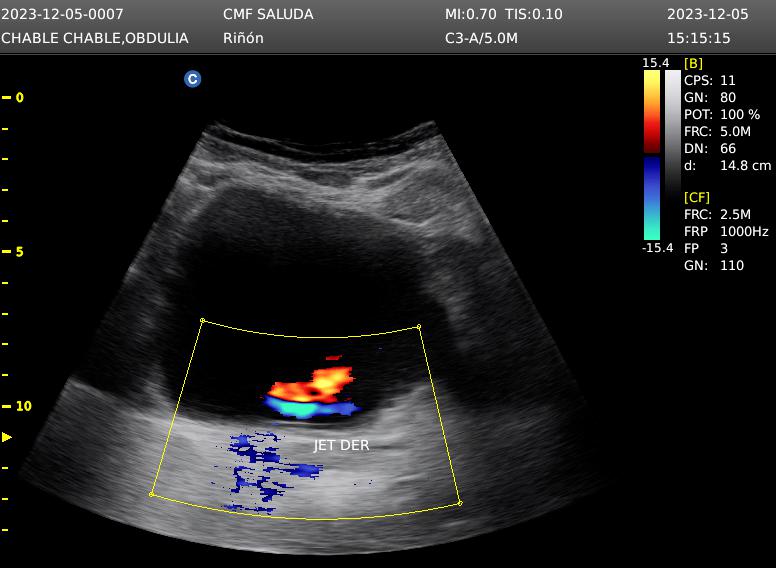 2023-12-05-0007 CMF SALUDA MI:0.70 TIS:0.10 2023-12-05
CHABLE CHABLE,OBDULIA Riñón C3-A/5.0M 15:15:15
15.4 [B]
C
CPS: 11
0
GN: 80
POT: 100 %
FRC: 5.0M
DN: 66
d: 14.8 cm
[CF]
FRC: 2.5M
FRP 1000Hz
-15.4 FP 3
5
GN: 110
10
JET DER